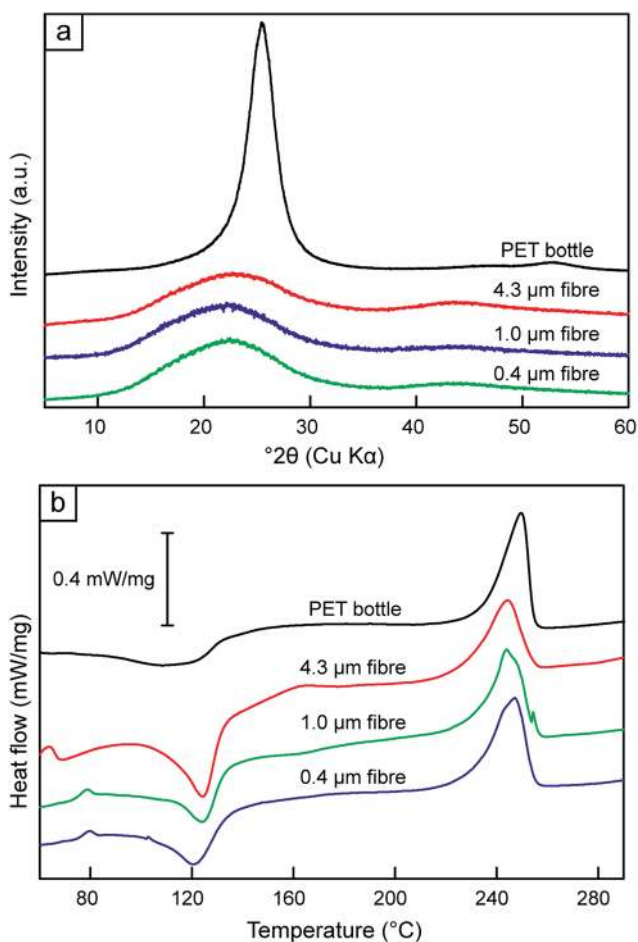 a
Intensity (a.u.)
PET bottle
4.3 µm fibre
1.0 µm fibre
0.4 µm fibre
10 20 30 40 50 60
°2θ (Cu Kα)
b
0.4 mW/mg
Heat flow (mW/mg)
PET bottle
4.3 µm fibre
1.0 µm fibre
0.4 µm fibre
80 120 160 200 240 280
Temperature (°C)